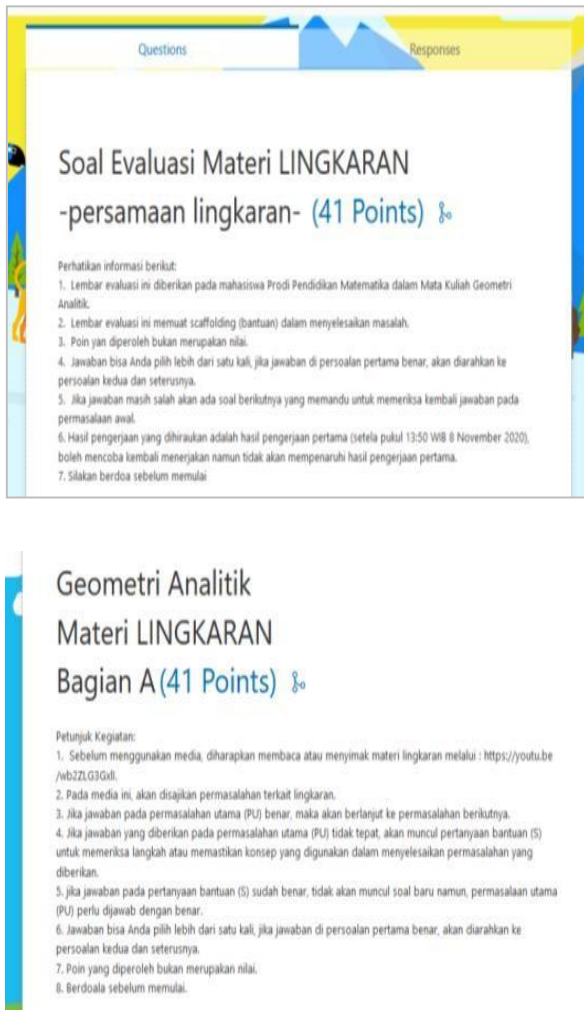 Questions
Responses
Soal Evaluasi Materi LINGKARAN
-persamaan lingkaran- (41 Points)
Perhatikan informasi berikut:
1. Lembar evaluasi ini diberikan pada mahasiswa Prodi Pendidikan Matematika dalam Mata Kuliah Geometri
Analitik.
2. Lembar evaluasi ini memuat scaffolding (bantuan) dalam menyelesaikan masalah.
3. Poin yan diperoleh bukan merupakan nilai.
4. Jawaban bisa Anda pilih lebih dari satu kali, jika jawaban di persoalan pertama benar, akan diarahkan ke
persoalan kedua dan seterusnya.
5. Jika jawaban masih salah akan ada soal berikutnya yang memandu untuk memeriksa kembali jawaban pada
permasalaan awal.
6. Hasil pengerjaan yang dihiraukan adalah hasil pengerjaan pertama (setela pukul 13:50 WIB 8 November 2020),
boleh mencoba kembali menerjakan namun tidak akan mempenaruhi hasil pengerjaan pertama.
7. Silakan berdoa sebelum memulai
Geometri Analitik
Materi LINGKARAN
Bagian A (41 Points)
Petunjuk Kegiatan:
1. Sebelum menggunakan media, diharapkan membaca atau menyimak materi lingkaran melalui : https://youtu.be
2. Pada media ini, akan disajikan permasalahan terkait lingkaran.
3. Jika jawaban pada permasalahan utama (PU) benar, maka akan berlanjut ke permasalahan berikutnya.
4. Jika jawaban yang diberikan pada permasalahan utama (PU) tidak tepat, akan muncul pertanyaan bantuan (S)
untuk memeriksa langkah atau memastikan konsep yang digunakan dalam menyelesaikan permasalahan yang
diberikan.
5. jika jawaban pada pertanyaan bantuan (S) sudah benar, tidak akan muncul soal baru namun, permasalaan utama
(PU) perlu dijawab dengan benar.
6. Jawaban bisa Anda pilih lebih dari satu kali, jika jawaban di persoalan pertama benar, akan diarahkan ke
persoalan kedua dan seterusnya.
7. Poin yang diperoleh bukan merupakan nilai.
8. Berdoala sebelum memulai.